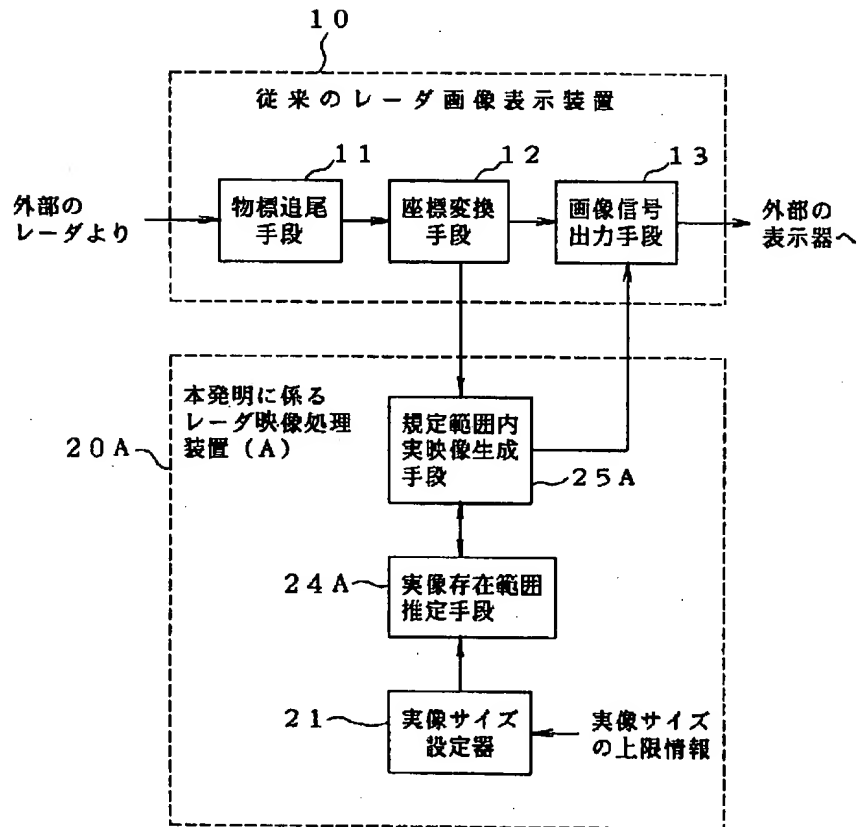 １０
従来のレーダ画像表示装置
１１
１２
１３
外部の
レーダより
物標追尾
手段
座標変換
手段
画像信号
出力手段
外部の
表示器へ
本発明に係る
レーダ映像処理
装置（A）
２０A
規定範囲内
実映像生成
手段
２５A
２４A
実像存在範囲
推定手段
２１
実像サイズ
設定器
実像サイズ
の上限情報